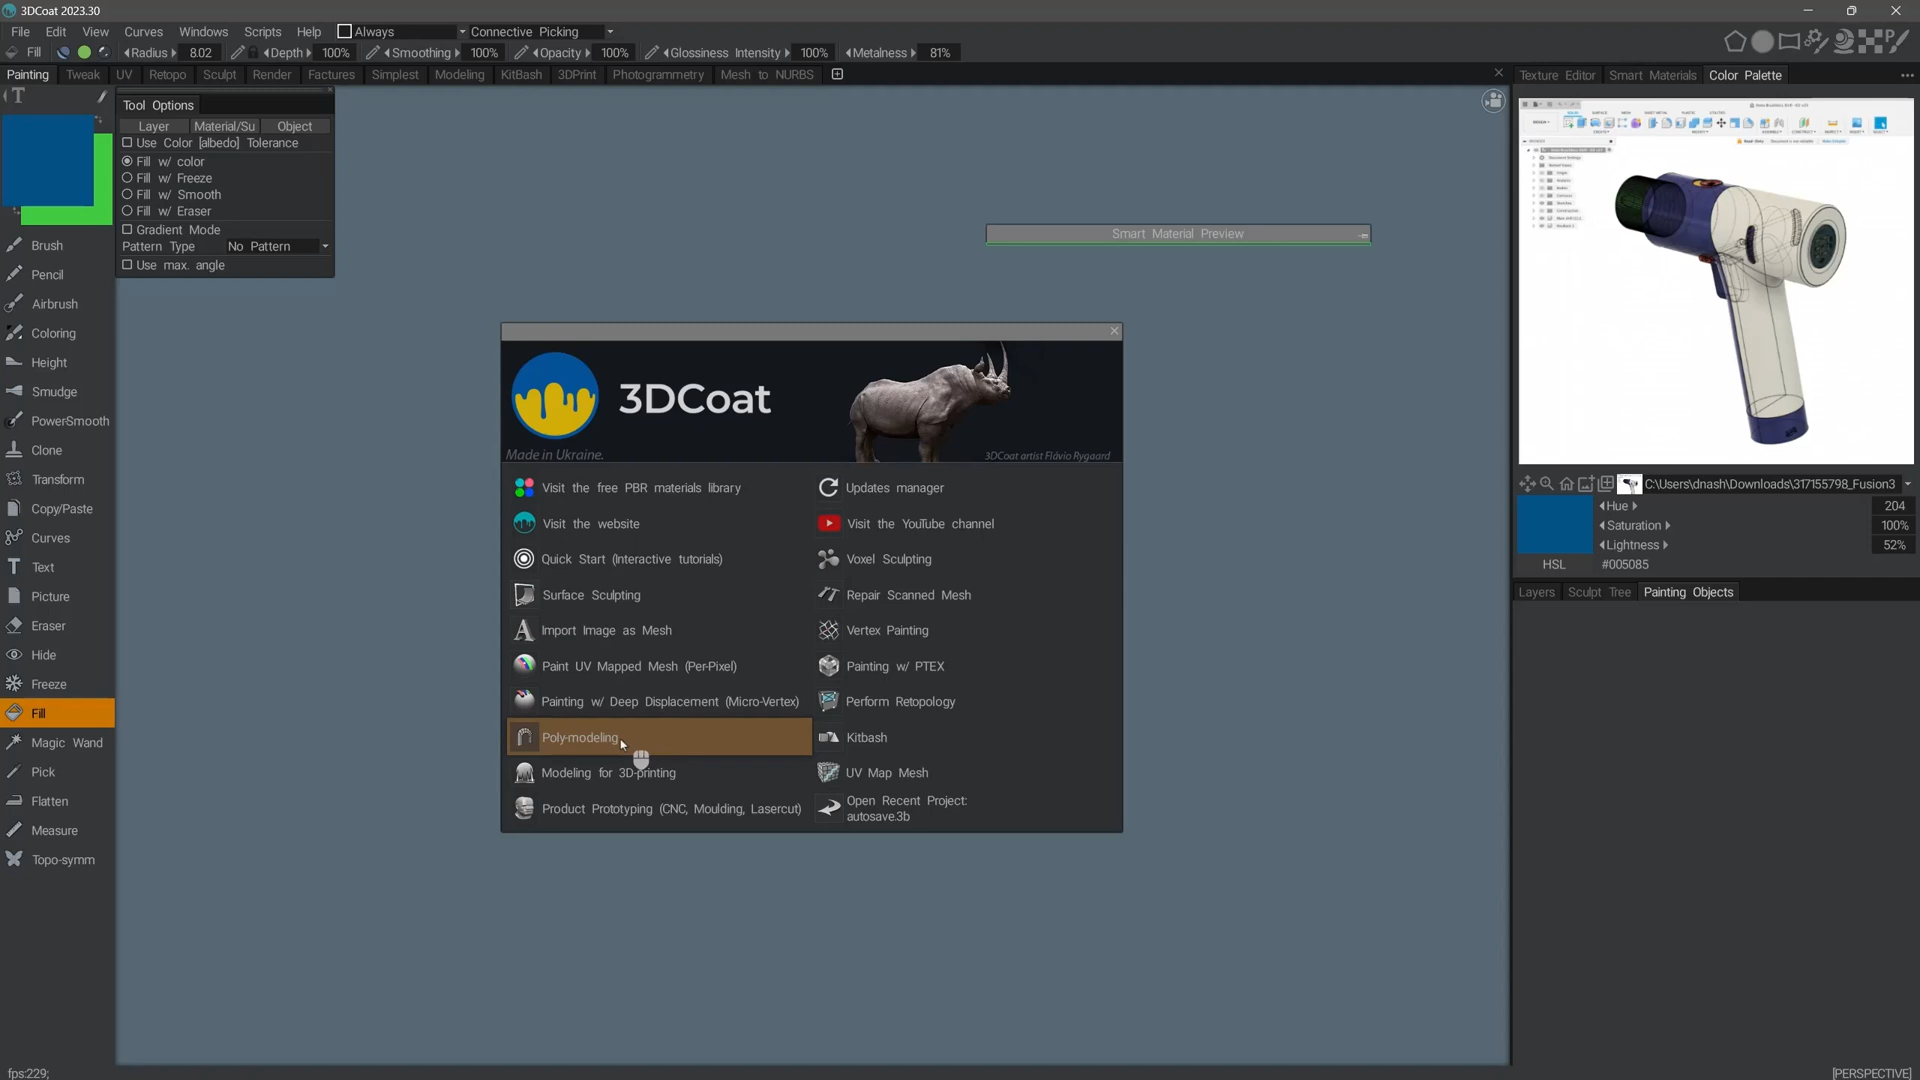 3DCoat 2023.30
File Edit View Curves Windows Scripts Help Always Connective Picking
Fill Radius 8.02 Depth 100% Smoothing 100% Opacity 100% Glossiness Intensity 100% Metalness 81%
Painting Tweak UV Retopo Sculpt Render Factures Simplest Modeling KitBash 3DPrint Photogrammetry Mesh to NURBS
Texture Editor Smart Materials Color Palette
T
Tool Options
Layer Material/Su Object
Use Color [albedo] Tolerance
Fill w/ color
Fill w/ Freeze
Fill w/ Smooth
Fill w/ Eraser
Gradient Mode
Pattern Type No Pattern
Use max. angle
Brush
Pencil
Airbrush
Coloring
Height
Smudge
PowerSmooth
Clone
Transform
Copy/Paste
Curves
Text
Picture
Eraser
Hide
Freeze
Fill
Magic Wand
Pick
Flatten
Measure
Topo-symm
Smart Material Preview
3DCoat
Made in Ukraine.
3DCoat artist Flávio Rygaard
Visit the free PBR materials library
Updates manager
Visit the website
Visit the YouTube channel
Quick Start (Interactive tutorials)
Voxel Sculpting
Surface Sculpting
Repair Scanned Mesh
Import Image as Mesh
Vertex Painting
Paint UV Mapped Mesh (Per-Pixel)
Painting w/ PTEX
Painting w/ Deep Displacement (Micro-Vertex)
Perform Retopology
Poly-modeling
Kitbash
Modeling for 3D-printing
UV Map Mesh
Product Prototyping (CNC, Moulding, Lasercut)
Open Recent Project:
autosave.3b
C:\Users\dnash\Downloads\317155798_Fusion3
Hue 204
Saturation 100%
Lightness 52%
HSL #005085
Layers Sculpt Tree Painting Objects
fps:229;
[PERSPECTIVE]